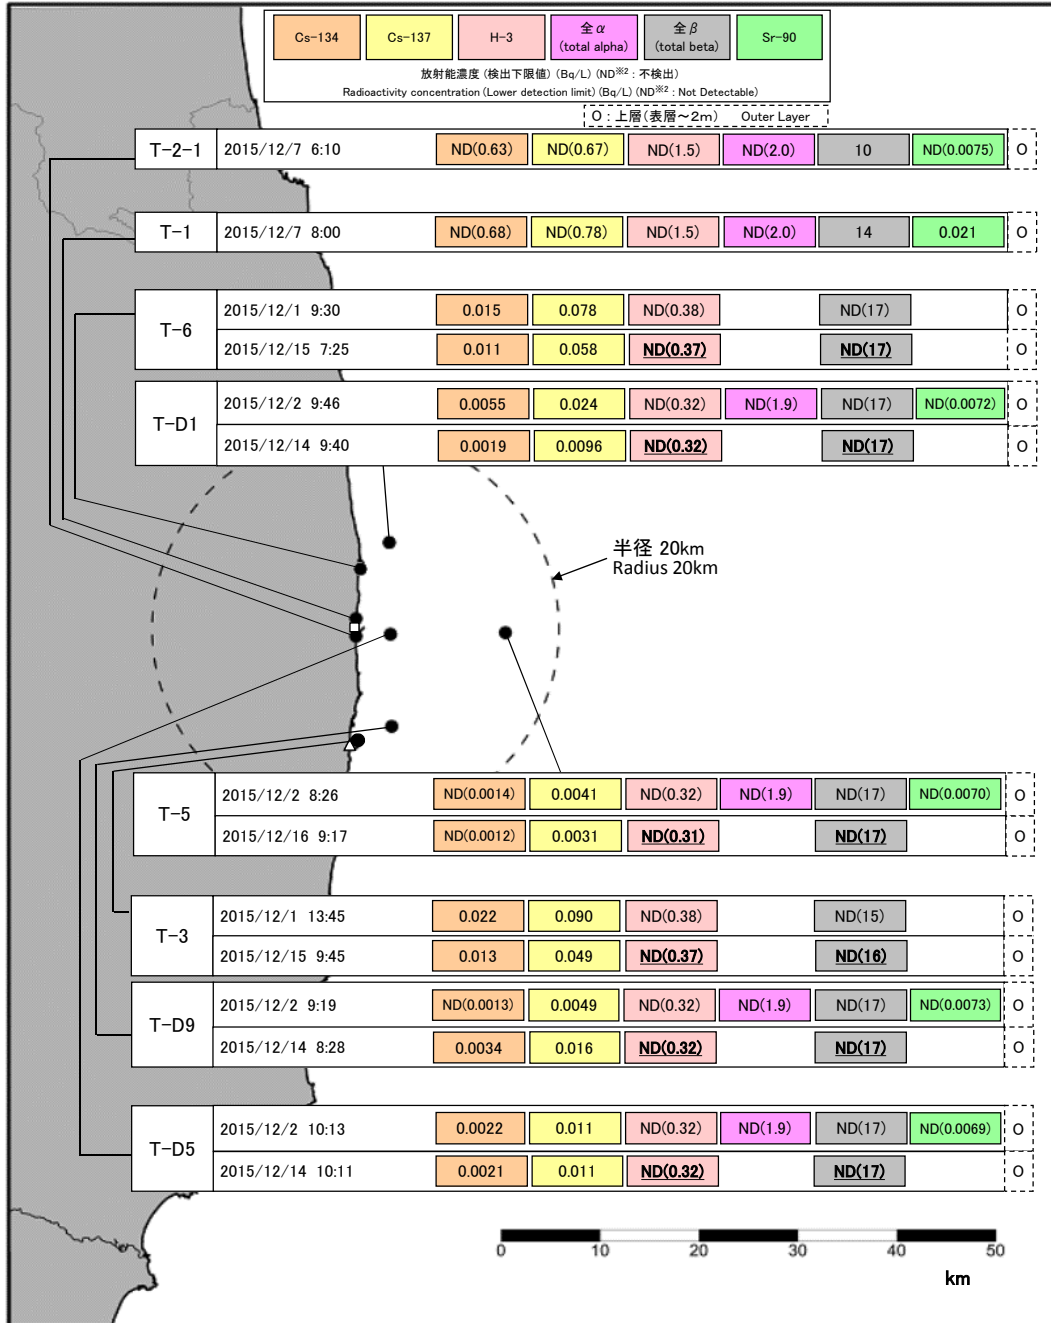 Cs-134 Cs-137 H-3 全α (total alpha) 全β (total beta) Sr-90
放射能濃度 (検出下限値) (Bq/L) (ND※2 : 不検出)
Radioactivity concentration (Lower detection limit) (Bq/L) (ND※2 : Not Detectable)
O : 上層(表層～2m) Outer Layer
T-2-1 2015/12/7 6:10 ND(0.63) ND(0.67) ND(1.5) ND(2.0) 10 ND(0.0075) O
T-1 2015/12/7 8:00 ND(0.68) ND(0.78) ND(1.5) ND(2.0) 14 0.021 O
T-6
2015/12/1 9:30 0.015 0.078 ND(0.38) ND(17) O
2015/12/15 7:25 0.011 0.058 ND(0.37) ND(17) O
T-D1
2015/12/2 9:46 0.0055 0.024 ND(0.32) ND(1.9) ND(17) ND(0.0072) O
2015/12/14 9:40 0.0019 0.0096 ND(0.32) ND(17) O
半径 20km
Radius 20km
T-5
2015/12/2 8:26 ND(0.0014) 0.0041 ND(0.32) ND(1.9) ND(17) ND(0.0070) O
2015/12/16 9:17 ND(0.0012) 0.0031 ND(0.31) ND(17) O
T-3
2015/12/1 13:45 0.022 0.090 ND(0.38) ND(15) O
2015/12/15 9:45 0.013 0.049 ND(0.37) ND(16) O
T-D9
2015/12/2 9:19 ND(0.0013) 0.0049 ND(0.32) ND(1.9) ND(17) ND(0.0073) O
2015/12/14 8:28 0.0034 0.016 ND(0.32) ND(17) O
T-D5
2015/12/2 10:13 0.0022 0.011 ND(0.32) ND(1.9) ND(17) ND(0.0069) O
2015/12/14 10:11 0.0021 0.011 ND(0.32) ND(17) O
0 10 20 30 40 50
km